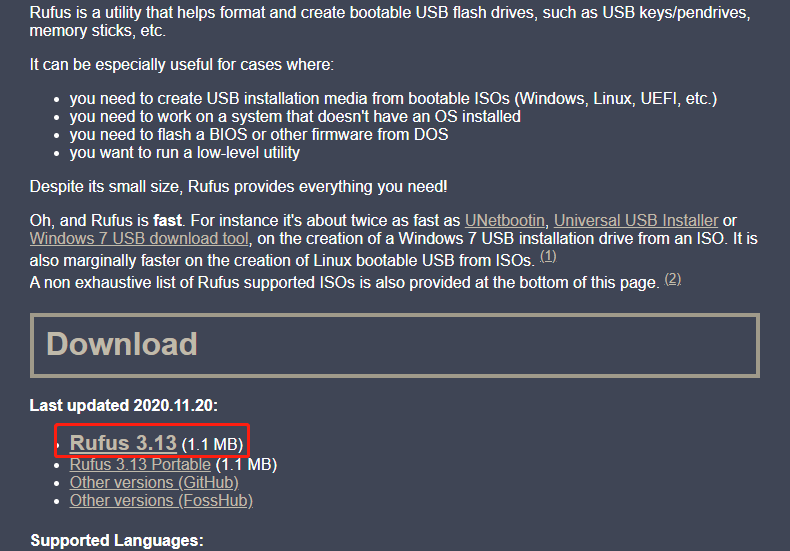 Rufus is a utility that helps format and create bootable USB flash drives, such as USB keys/pendrives,
memory sticks, etc.
It can be especially useful for cases where:
• you need to create USB installation media from bootable ISOs (Windows, Linux, UEFI, etc.)
• you need to work on a system that doesn't have an OS installed
• you need to flash a BIOS or other firmware from DOS
• you want to run a low-level utility
Despite its small size, Rufus provides everything you need!
Oh, and Rufus is fast. For instance it's about twice as fast as UNetbootin, Universal USB Installer or
Windows 7 USB download tool, on the creation of a Windows 7 USB installation drive from an ISO. It is
also marginally faster on the creation of Linux bootable USB from ISOs. (1)
A non exhaustive list of Rufus supported ISOs is also provided at the bottom of this page. (2)
Download
Last updated 2020.11.20:
• Rufus 3.13 (1.1 MB)
• Rufus 3.13 Portable (1.1 MB)
• Other versions (GitHub)
• Other versions (FossHub)
Supported Languages: